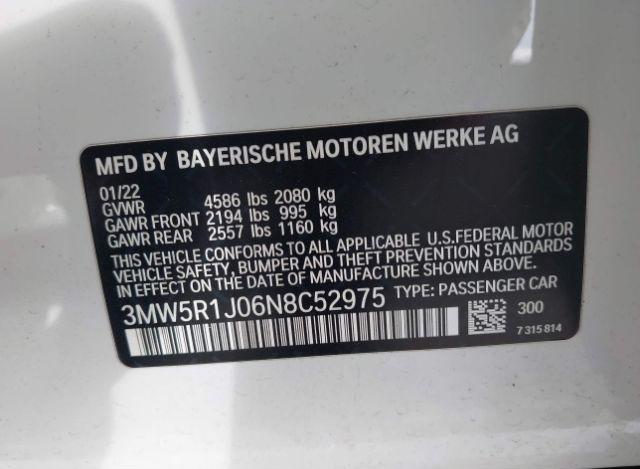 MFD BY BAYERISCHE MOTOREN WERKE AG
01/22
GVWR 4586 lbs 2080 kg
GAWR FRONT 2194 lbs 995 kg
GAWR REAR 2557 lbs 1160 kg
THIS VEHICLE CONFORMS TO ALL APPLICABLE U.S.FEDERAL MOTOR
VEHICLE SAFETY, BUMPER AND THEFT PREVENTION STANDARDS
IN EFFECT ON THE DATE OF MANUFACTURE SHOWN ABOVE.
3MW5R1J06N8C52975 TYPE: PASSENGER CAR
300
7 315 814